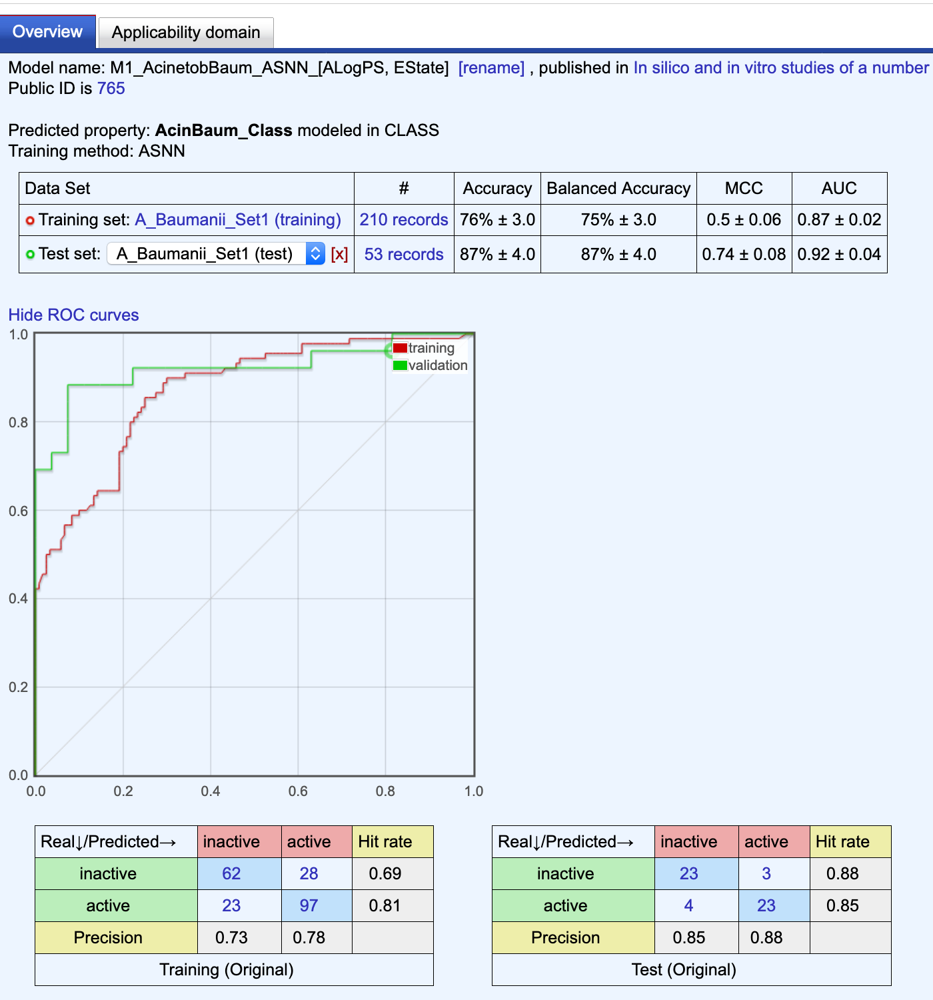 Overview Applicability domain
Model name: M1_AcinetobBaum_ASNN_[ALogPS, EState] [rename] , published in In silico and in vitro studies of a number
Public ID is 765
Predicted property: AcinBaum_Class modeled in CLASS
Training method: ASNN
Data Set # Accuracy Balanced Accuracy MCC AUC
Training set: A_Baumanii_Set1 (training) 210 records 76% ± 3.0 75% ± 3.0 0.5 ± 0.06 0.87 ± 0.02
Test set: A_Baumanii_Set1 (test) [x] 53 records 87% ± 4.0 87% ± 4.0 0.74 ± 0.08 0.92 ± 0.04
Hide ROC curves
1.0
training
validation
0.8
0.6
0.4
0.2
0.0
0.0 0.2 0.4 0.6 0.8 1.0
Real↓/Predicted→ inactive active Hit rate
inactive 62 28 0.69
active 23 97 0.81
Precision 0.73 0.78
Training (Original)
Real↓/Predicted→ inactive active Hit rate
inactive 23 3 0.88
active 4 23 0.85
Precision 0.85 0.88
Test (Original)